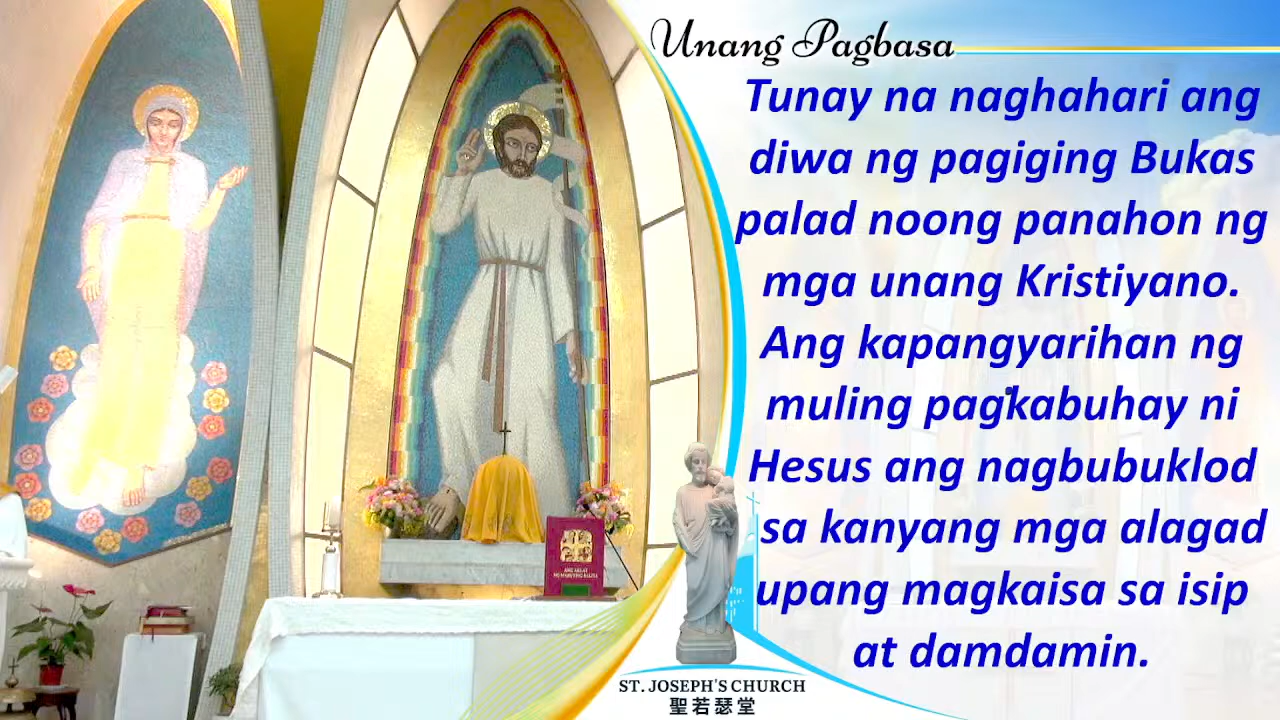 Unang Pagbasa
Tunay na naghahari ang
diwa ng pagiging Bukas
palad noong panahon ng
mga unang Kristiyano.
Ang kapangyarihan ng
muling pagkabuhay ni
Hesus ang nagbubuklod
sa kanyang mga alagad
upang magkaisa sa isip
at damdamin.
ST. JOSEPH'S CHURCH
聖若瑟堂